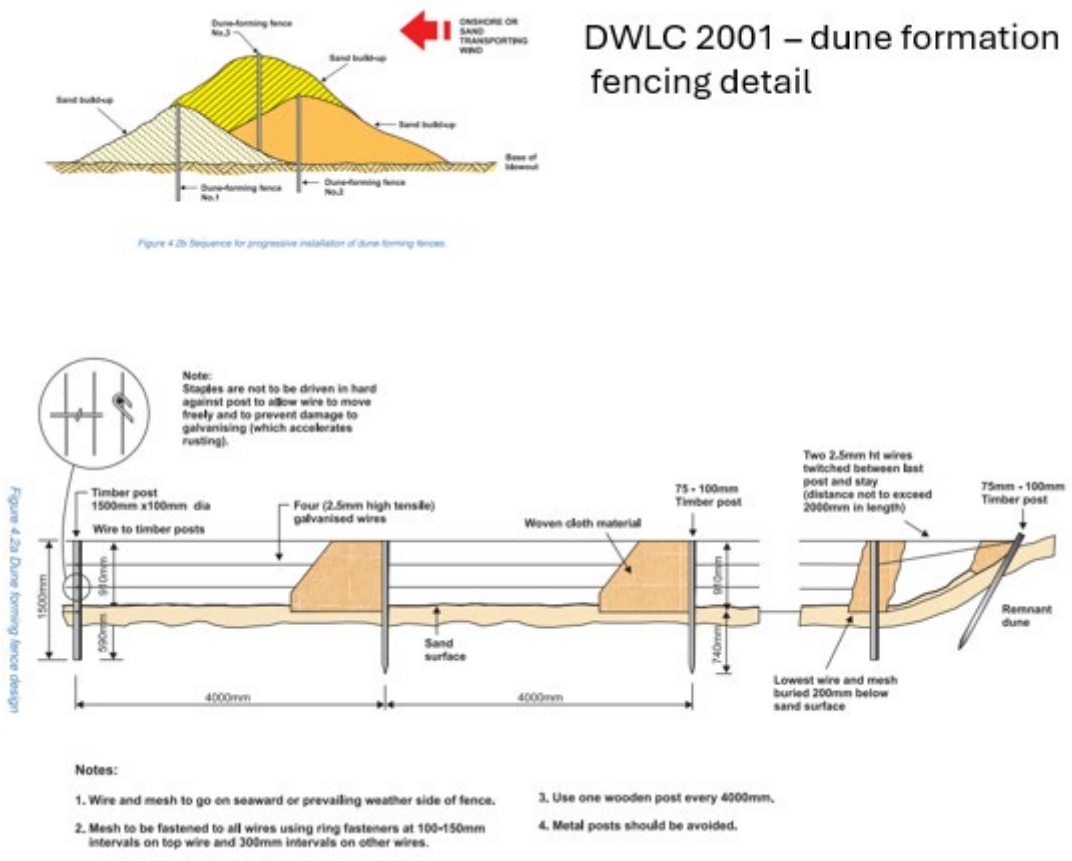 DWLC 2001 – dune formation
fencing detail
Dune-forming fence
No.3
ONSHORE OR
SAND
TRANSPORTING
WIND
Sand build-up
Sand build-up
Sand build-up
Base of
blowout
Dune-forming fence
No.1
Dune-forming fence
No.2
Figure 4.2b Sequence for progressive installation of dune-forming fences.
Note:
Staples are not to be driven in hard
against post to allow wire to move
freely and to prevent damage to
galvanising (which accelerates
rusting).
Two 2.5mm ht wires
twitched between last
post and stay
(distance not to exceed
2000mm in length)
75mm - 100mm
Timber post
Timber post
1500mm x100mm dia
Wire to timber posts
Four (2.5mm high tensile)
galvanised wires
Woven cloth material
75 - 100mm
Timber post
1500mm
910mm
590mm
910mm
740mm
Sand
surface
Remnant
dune
Lowest wire and mesh
buried 200mm below
sand surface
4000mm
4000mm
Figure 4.2a Dune forming fence design
Notes:
1. Wire and mesh to go on seaward or prevailing weather side of fence.
2. Mesh to be fastened to all wires using ring fasteners at 100-150mm
intervals on top wire and 300mm intervals on other wires.
3. Use one wooden post every 4000mm.
4. Metal posts should be avoided.